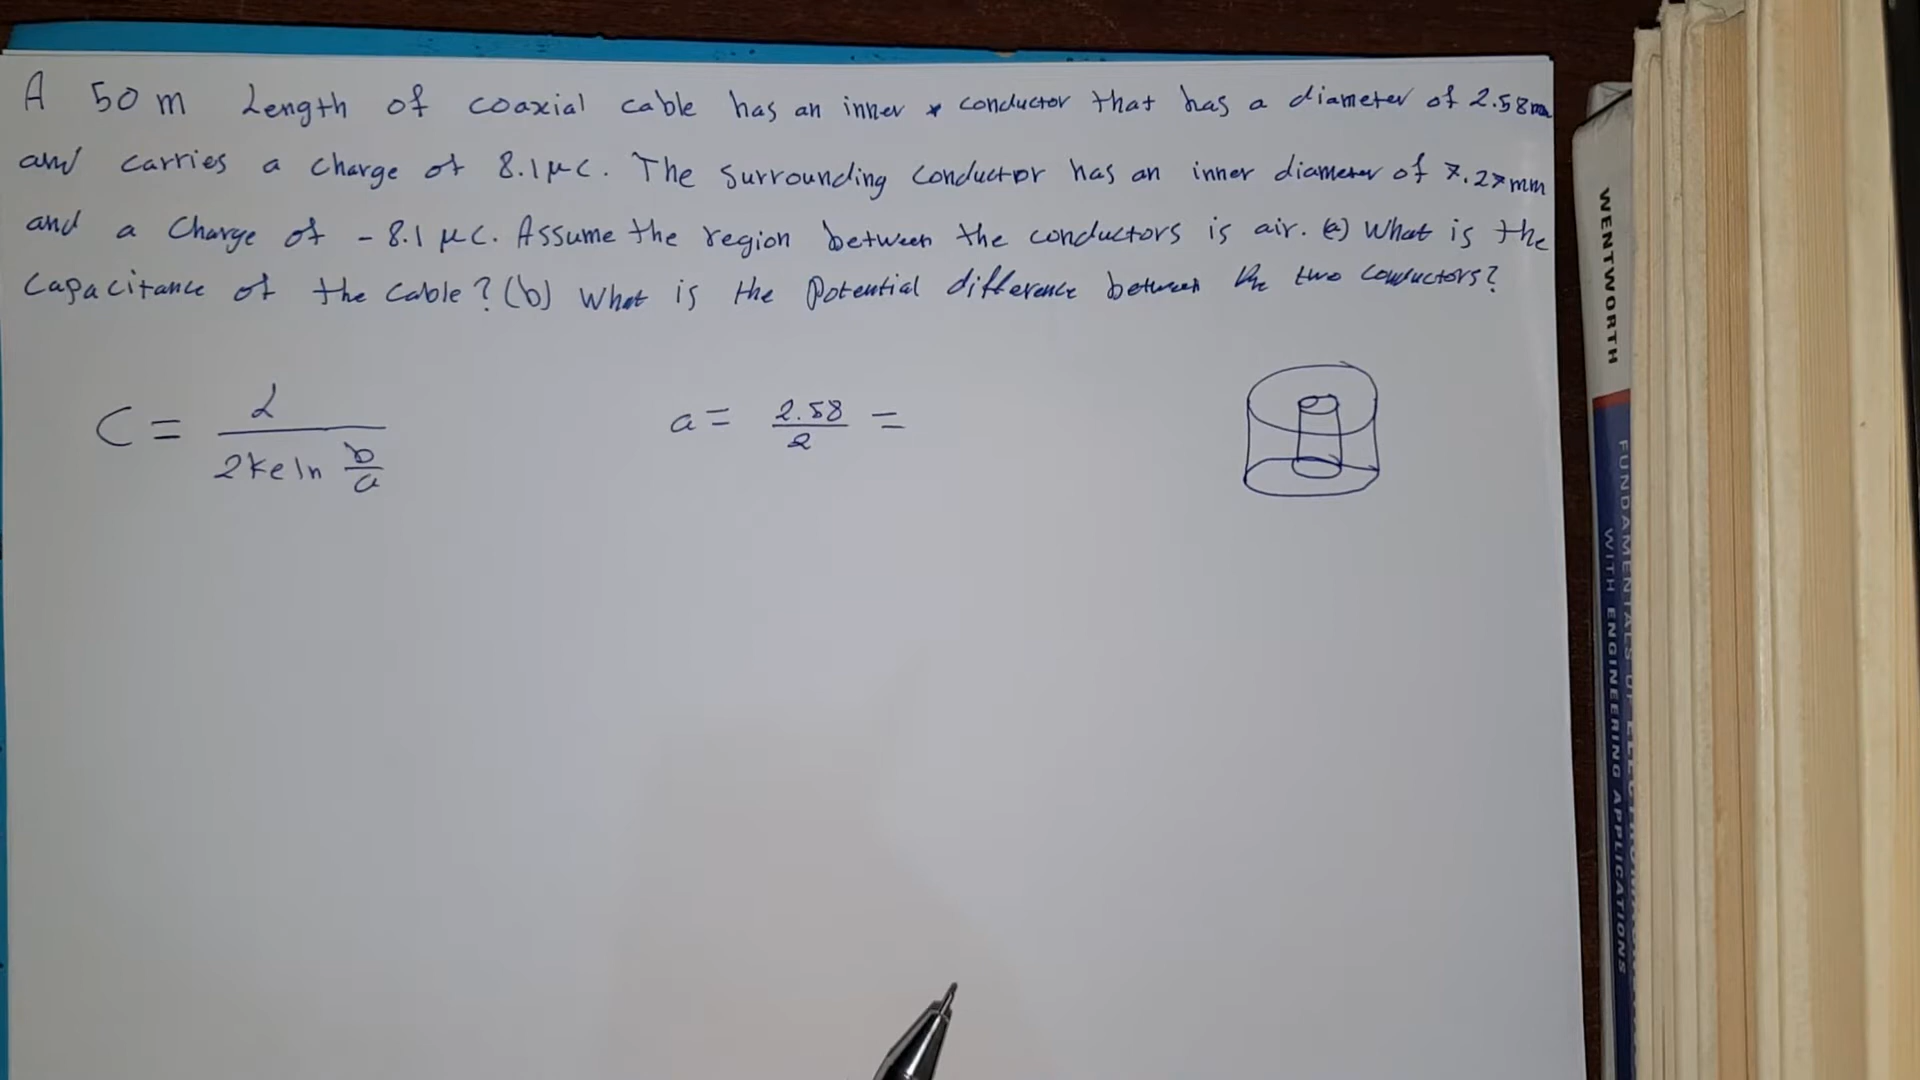 A 50 m Length of coaxial cable has an inner conductor that has a diameter of 2.58mm
and carries a charge of 8.1 μC. The Surrounding conductor has an inner diameter of 7.27mm
and a Charge of -8.1 μC. Assume the region between the conductors is air. (a) What is the
Capacitance of the Cable? (b) What is the Potential difference between the two conductors?
C = L / 2ke ln b/a
a = 2.58/2 =
WENTWORTH
FUNDAMENTALS OF ELECTROMAGNETICS
WITH ENGINEERING APPLICATIONS